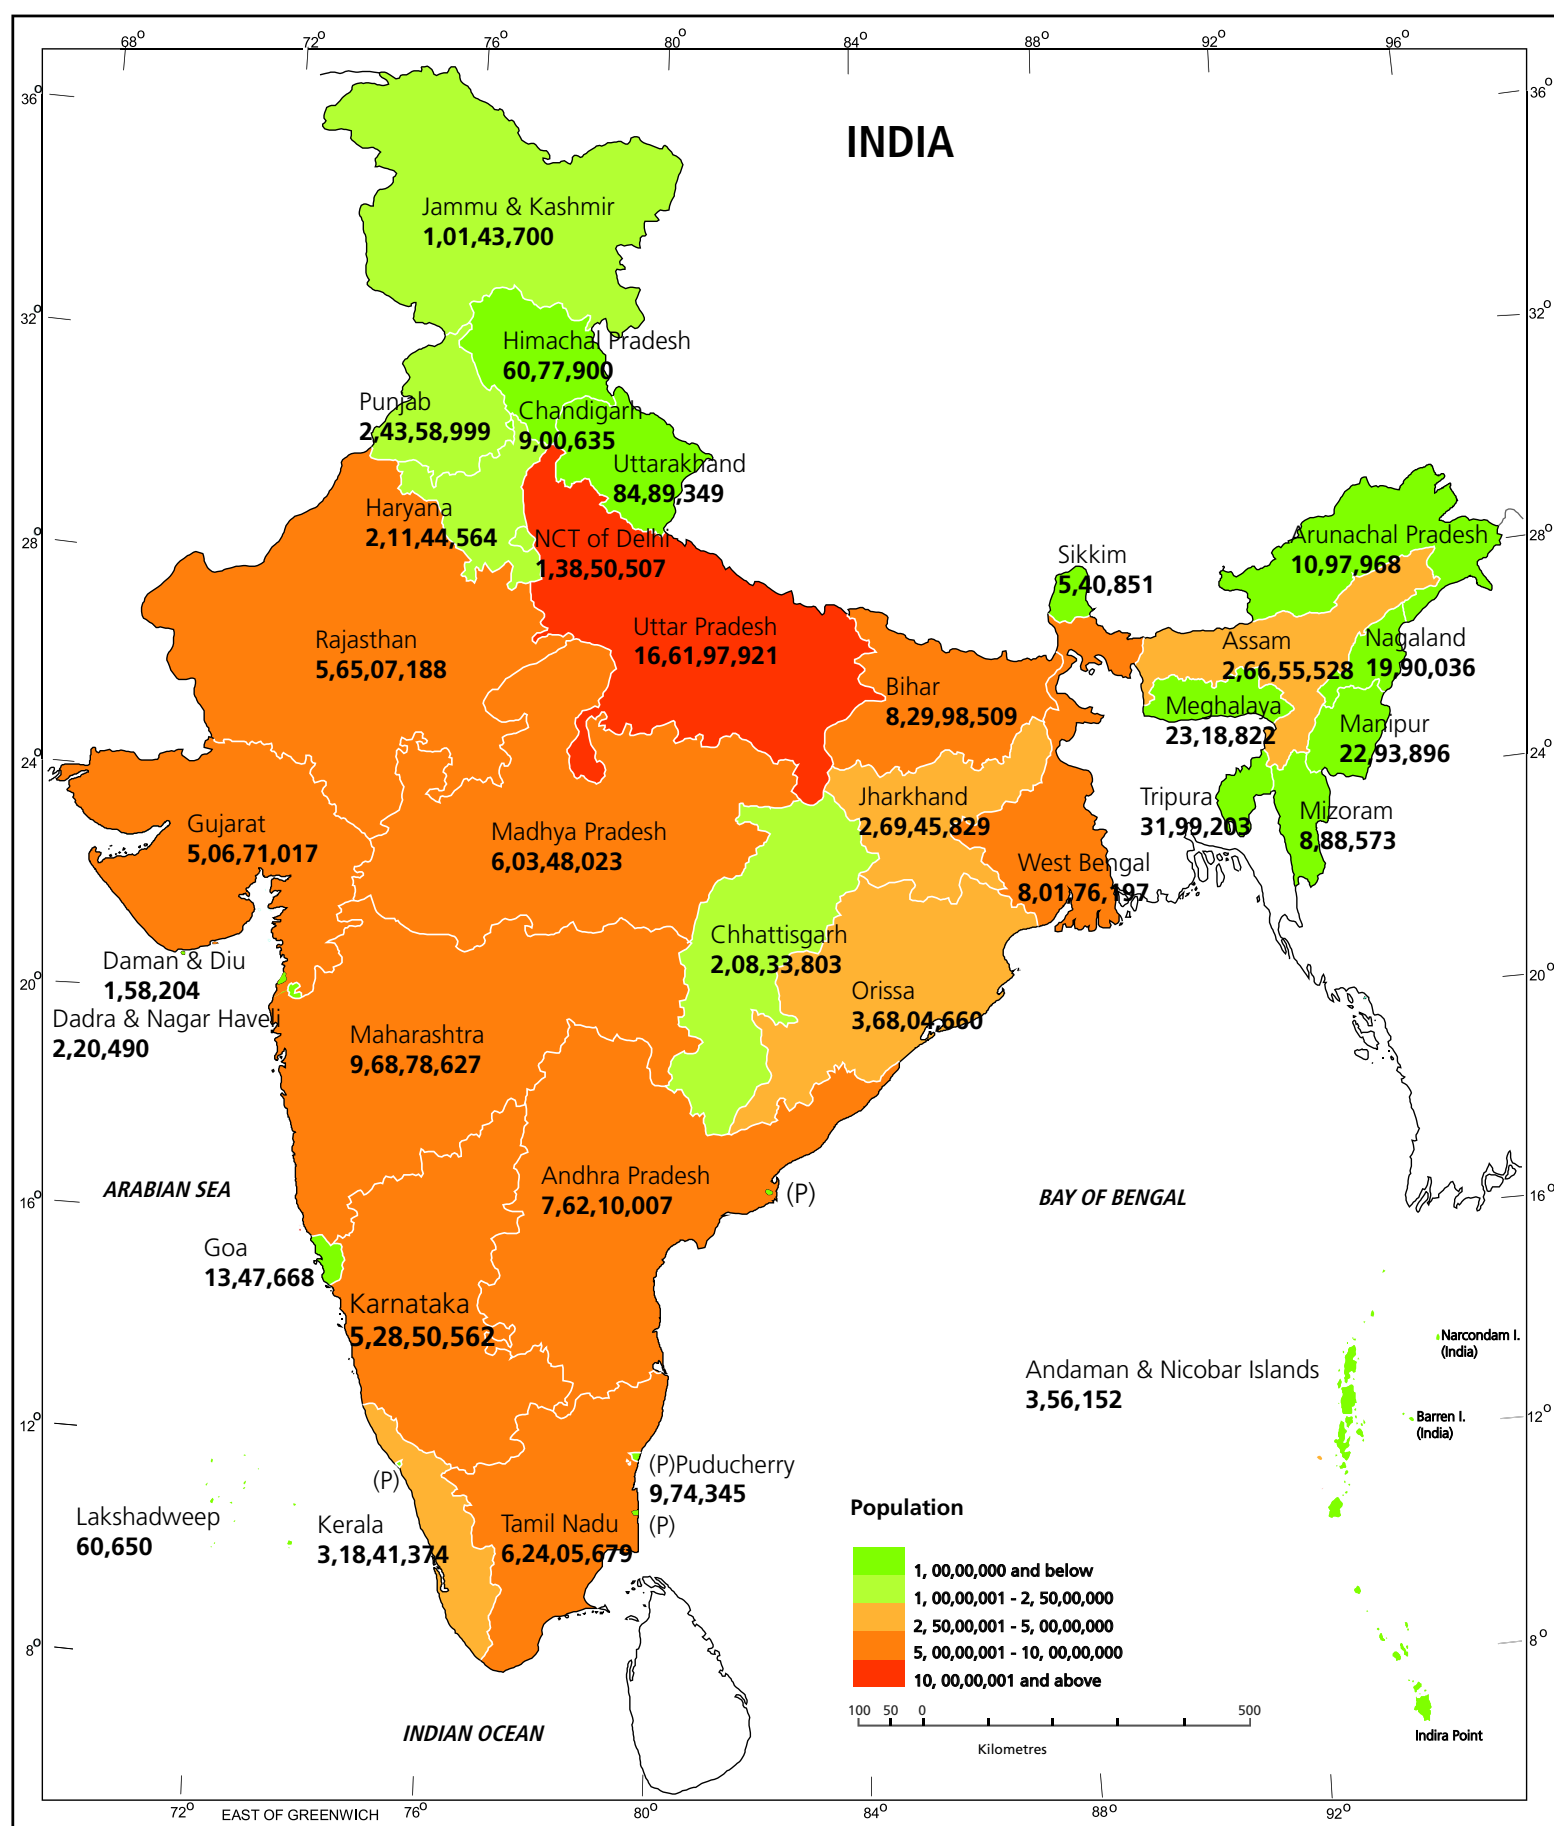 68° 72° 76° 80° 84° 88° 92° 96°
36° 36°
INDIA
Jammu & Kashmir
1,01,43,700
32° 32°
Himachal Pradesh
60,77,900
Punjab
2,43,58,999
Chandigarh
9,00,635
Uttarakhand
84,89,349
Haryana
2,11,44,564
NCT of Delhi
1,38,50,507
28° 28°
Arunachal Pradesh
10,97,968
Sikkim
5,40,851
Rajasthan
5,65,07,188
Uttar Pradesh
16,61,97,921
Bihar
8,29,98,509
Assam
2,66,55,528
Nagaland
19,90,036
Meghalaya
23,18,822
Manipur
22,93,896
24° 24°
Gujarat
5,06,71,017
Madhya Pradesh
6,03,48,023
Jharkhand
2,69,45,829
Tripura
31,99,203
Mizoram
8,88,573
West Bengal
8,01,76,197
Chhattisgarh
2,08,33,803
Daman & Diu
1,58,204
20° 20°
Orissa
3,68,04,660
Dadra & Nagar Haveli
2,20,490
Maharashtra
9,68,78,627
Andhra Pradesh
7,62,10,007
(P)
ARABIAN SEA
BAY OF BENGAL
16° 16°
Goa
13,47,668
Karnataka
5,28,50,562
Narcondam I.
(India)
Andaman & Nicobar Islands
3,56,152
Barren I.
(India)
12° 12°
(P)
(P)Puducherry
9,74,345
(P)
Lakshadweep
60,650
Kerala
3,18,41,374
Tamil Nadu
6,24,05,679
Population
1, 00,00,000 and below
1, 00,00,001 - 2, 50,00,000
2, 50,00,001 - 5, 00,00,000
5, 00,00,001 - 10, 00,00,000
10, 00,00,001 and above
8° 8°
100 50 0 500
Kilometres
INDIAN OCEAN
Indira Point
72° EAST OF GREENWICH 76° 80° 84° 88° 92°